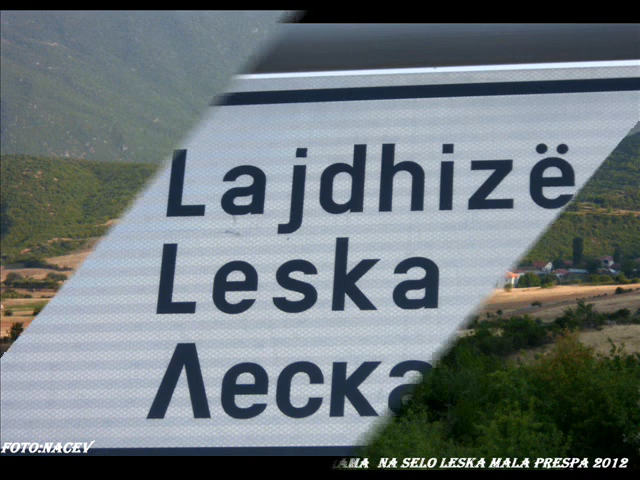 Lajdhizë
Leska
Леска
FOTO:NACEV
NA SELO LESKA MALA PRESPA 2012